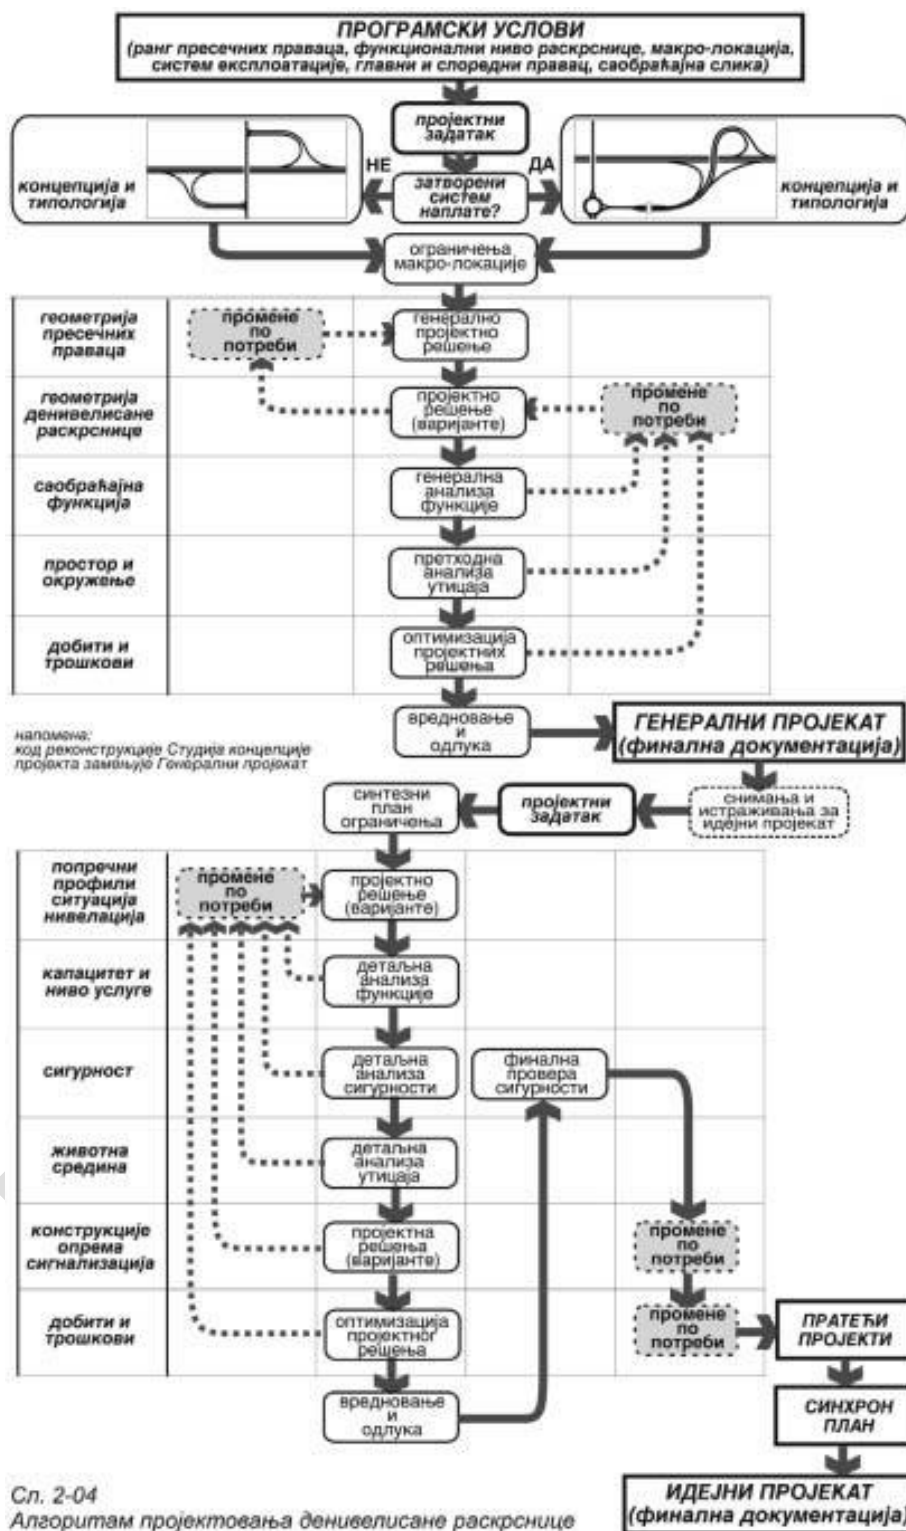 ПРОГРАМСКИ УСЛОВИ
(ранг пресечних праваца, функционални ниво раскрснице, макро-локација,
систем експлоатације, главни и споредни правац, саобраћајна слика)
пројектни
задатак
НЕ
ДА
затворени
систем
наплате?
концепција и
типологија
концепција и
типологија
ограничења
макро-локације
геометрија
пресечних
праваца
промене
по
потреби
генерално
пројектно
решење
геометрија
денивелисане
раскрснице
пројектно
решење
(варијанте)
промене
по
потреби
саобраћајна
функција
генерална
анализа
функције
простор и
окружење
претходна
анализа
утицаја
добити и
трошкови
оптимизација
пројектних
решења
вредновање
и
одлука
ГЕНЕРАЛНИ ПРОЈЕКАТ
(финална документација)
напомена:
код реконструкције Студија концепције
пројекта замењује Генерални пројекат
синтезни
план
ограничења
пројектни
задатак
снимања и
истраживања за
идејни пројекат
попречни
профили
ситуација
нивелација
промене
по
потреби
пројектно
решење
(варијанте)
капацитет и
ниво услуге
детаљна
анализа
функције
сигурност
детаљна
анализа
сигурности
финална
провера
сигурности
животна
средина
детаљна
анализа
утицаја
конструкције
опрема
сигнализација
пројектна
решења
(варијанте)
промене
по
потреби
добити и
трошкови
оптимизација
пројектног
решења
промене
по
потреби
ПРАТЕЋИ
ПРОЈЕКТИ
вредновање
и
одлука
СИНХРОН
ПЛАН
ИДЕЈНИ ПРОЈЕКАТ
(финална документација)
Сл. 2-04
Алгоритам пројектовања денивелисане раскрснице